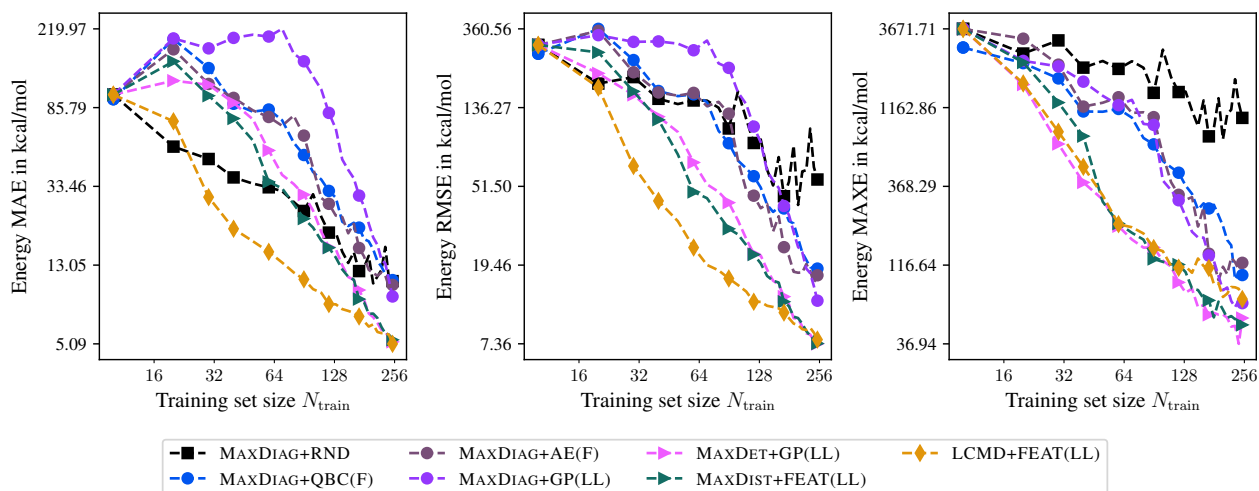 219.97
85.79
33.46
13.05
5.09
Energy MAE in kcal/mol
16 32 64 128 256
Training set size N_train
360.56
136.27
51.50
19.46
7.36
Energy RMSE in kcal/mol
16 32 64 128 256
Training set size N_train
3671.71
1162.86
368.29
116.64
36.94
Energy MAXE in kcal/mol
16 32 64 128 256
Training set size N_train
MAXDIAG+RND
MAXDIAG+QBC(F)
MAXDIAG+AE(F)
MAXDIAG+GP(LL)
MAXDET+GP(LL)
MAXDIST+FEAT(LL)
LCMD+FEAT(LL)